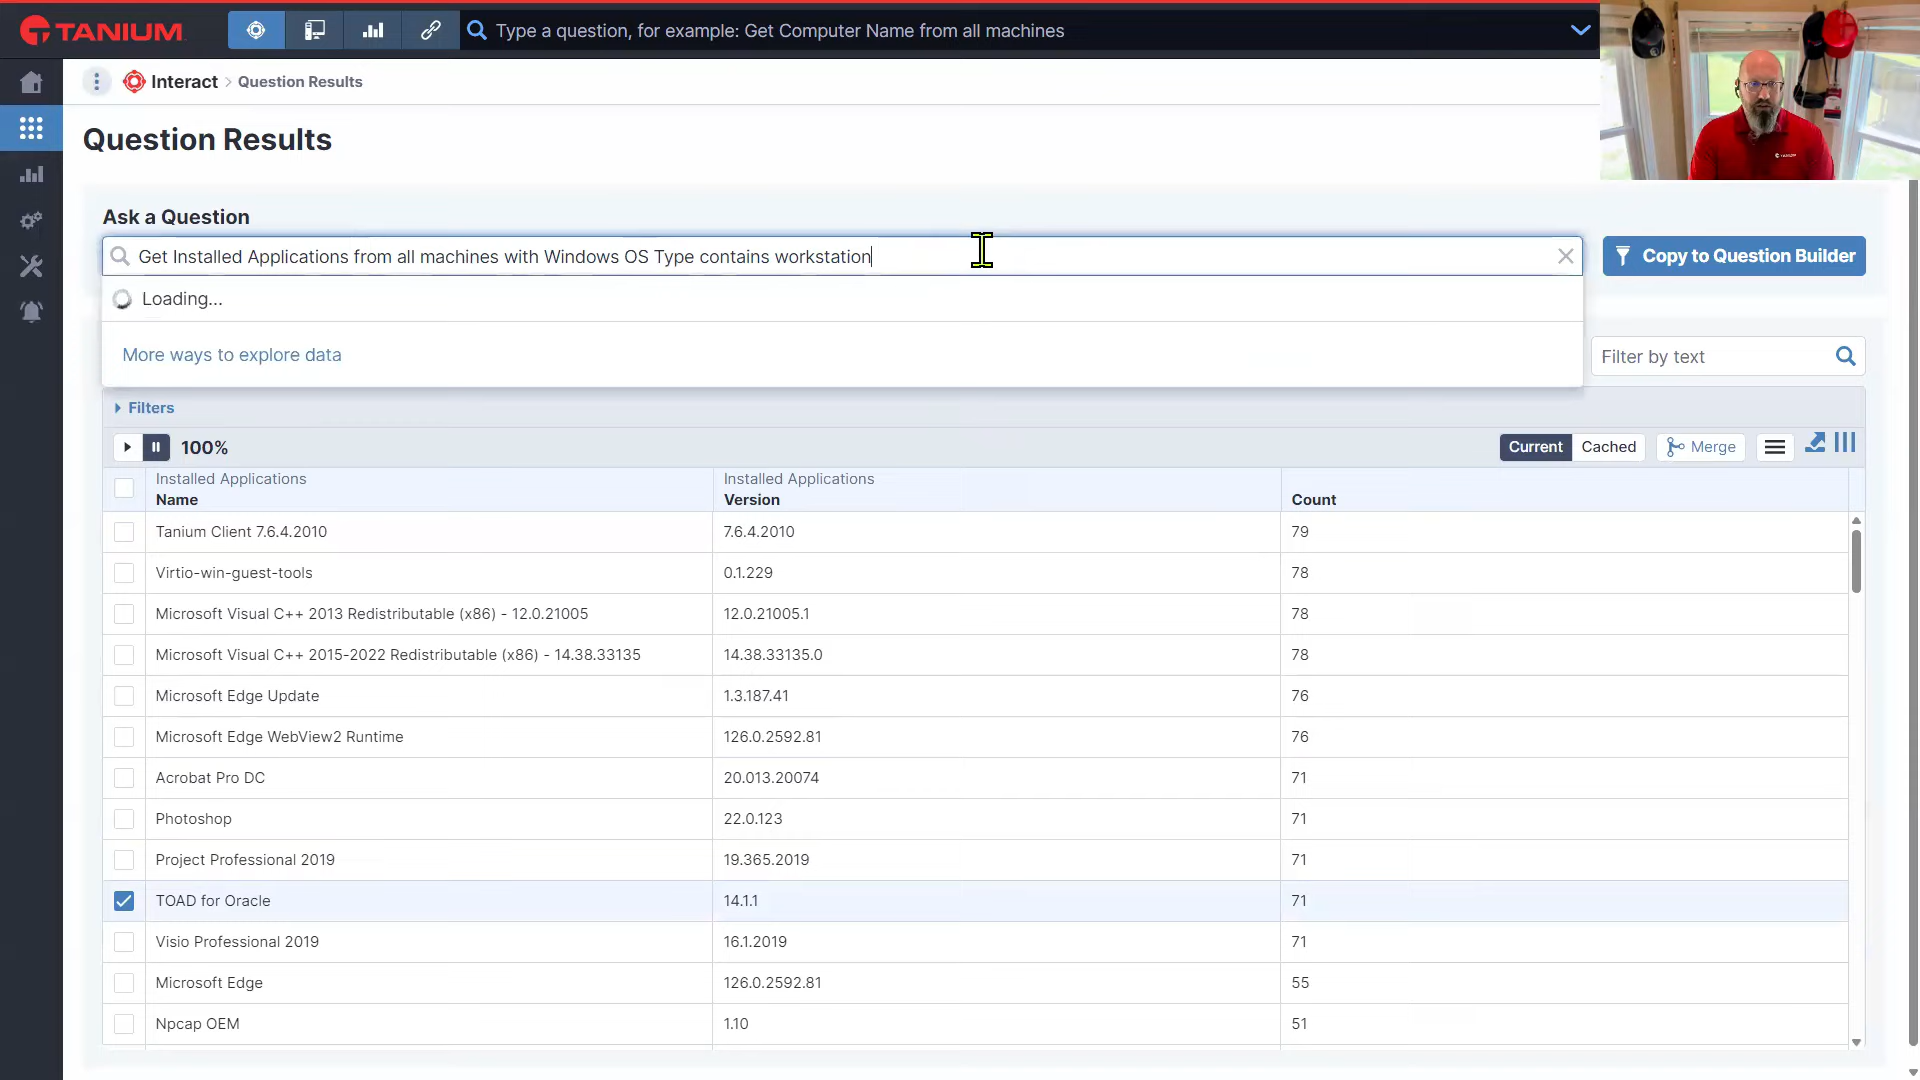 TANIUM
Type a question, for example: Get Computer Name from all machines
Interact > Question Results
Question Results
Ask a Question
Get Installed Applications from all machines with Windows OS Type contains workstation
Copy to Question Builder
Loading...
More ways to explore data
Filter by text
Filters
100%
Current Cached Merge
Installed Applications Name
Installed Applications Version
Count
Tanium Client 7.6.4.2010 7.6.4.2010 79
Virtio-win-guest-tools 0.1.229 78
Microsoft Visual C++ 2013 Redistributable (x86) - 12.0.21005 12.0.21005.1 78
Microsoft Visual C++ 2015-2022 Redistributable (x86) - 14.38.33135 14.38.33135.0 78
Microsoft Edge Update 1.3.187.41 76
Microsoft Edge WebView2 Runtime 126.0.2592.81 76
Acrobat Pro DC 20.013.20074 71
Photoshop 22.0.123 71
Project Professional 2019 19.365.2019 71
TOAD for Oracle 14.1.1 71
Visio Professional 2019 16.1.2019 71
Microsoft Edge 126.0.2592.81 55
Npcap OEM 1.10 51